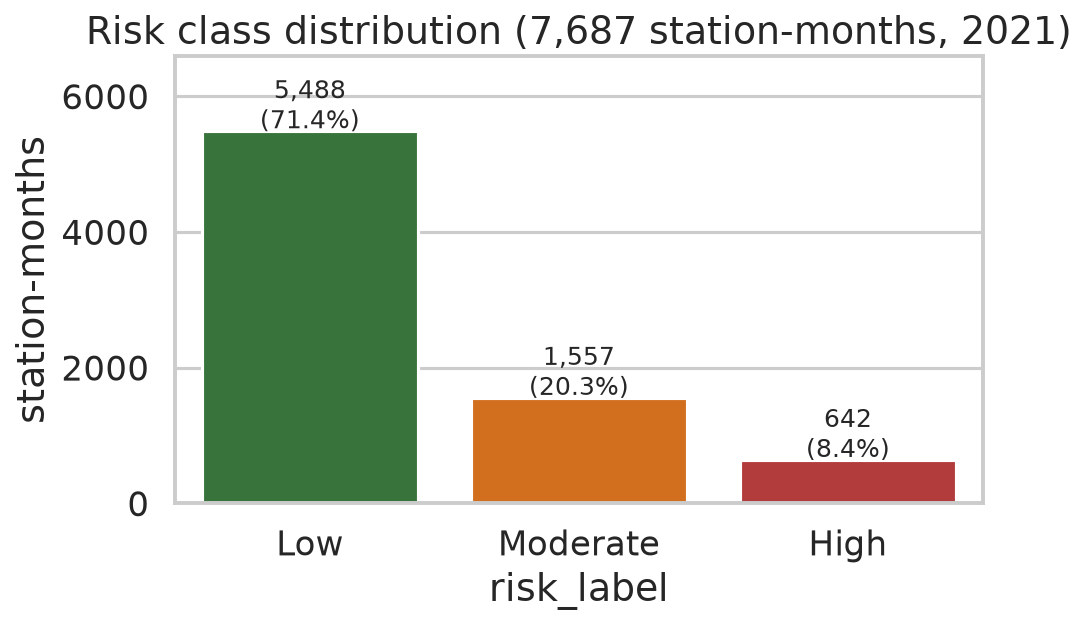 Risk class distribution (7,687 station-months, 2021)
station-months
6000
4000
2000
0
5,488
(71.4%)
1,557
(20.3%)
642
(8.4%)
Low
Moderate
High
risk_label